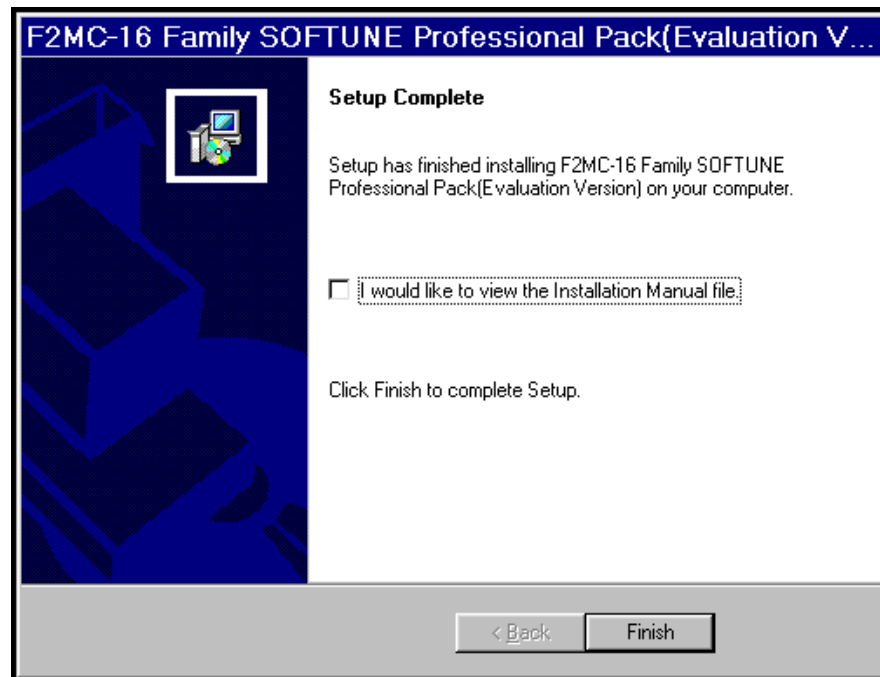 F2MC-16 Family SOFTUNE Professional Pack(Evaluation V...
Setup Complete
Setup has finished installing F2MC-16 Family SOFTUNE
Professional Pack(Evaluation Version) on your computer.
I would like to view the Installation Manual file.
Click Finish to complete Setup.
< Back
Finish